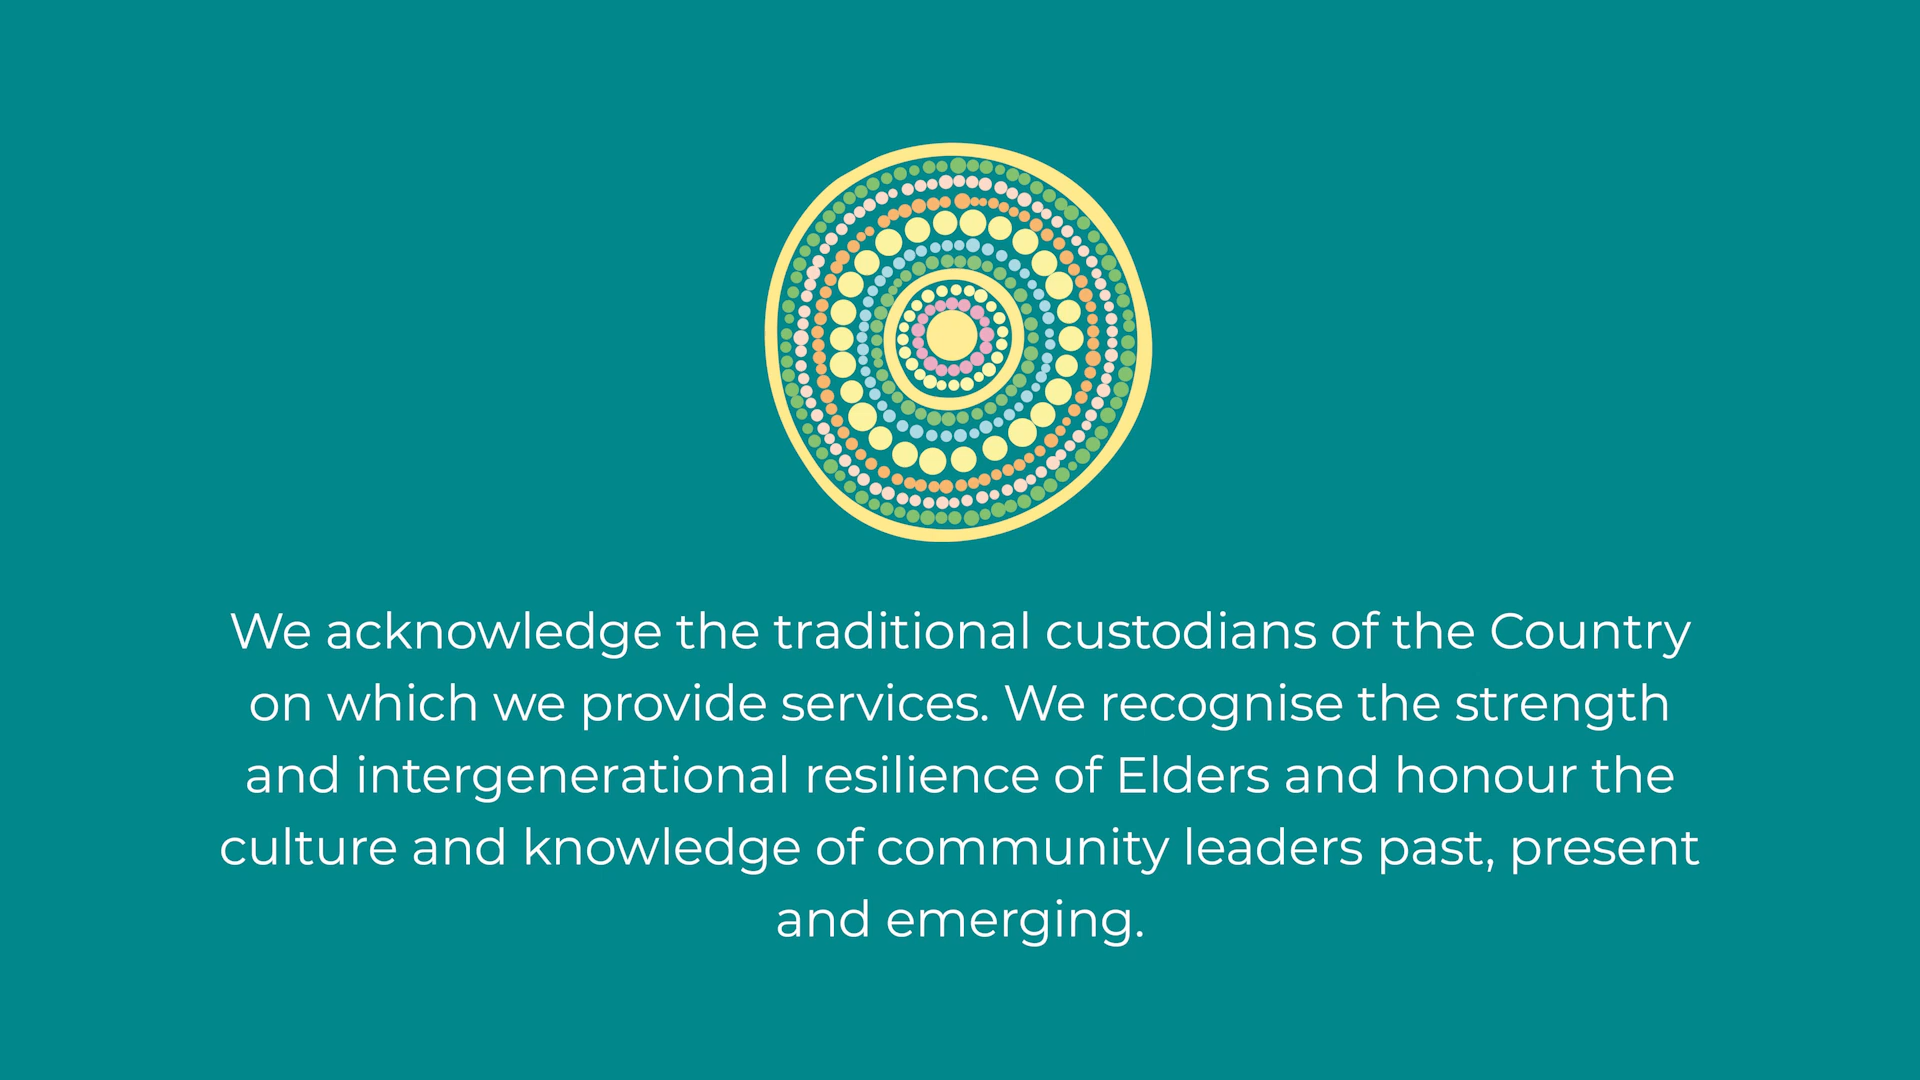 We acknowledge the traditional custodians of the Country
on which we provide services. We recognise the strength
and intergenerational resilience of Elders and honour the
culture and knowledge of community leaders past, present
and emerging.